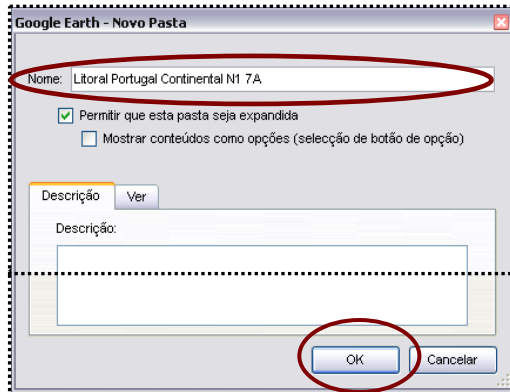 Google Earth - Novo Pasta
Nome: Litoral Portugal Continental N1 7A
Permitir que esta pasta seja expandida
Mostrar conteúdos como opções (selecção de botão de opção)
Descrição Ver
Descrição:
OK Cancelar